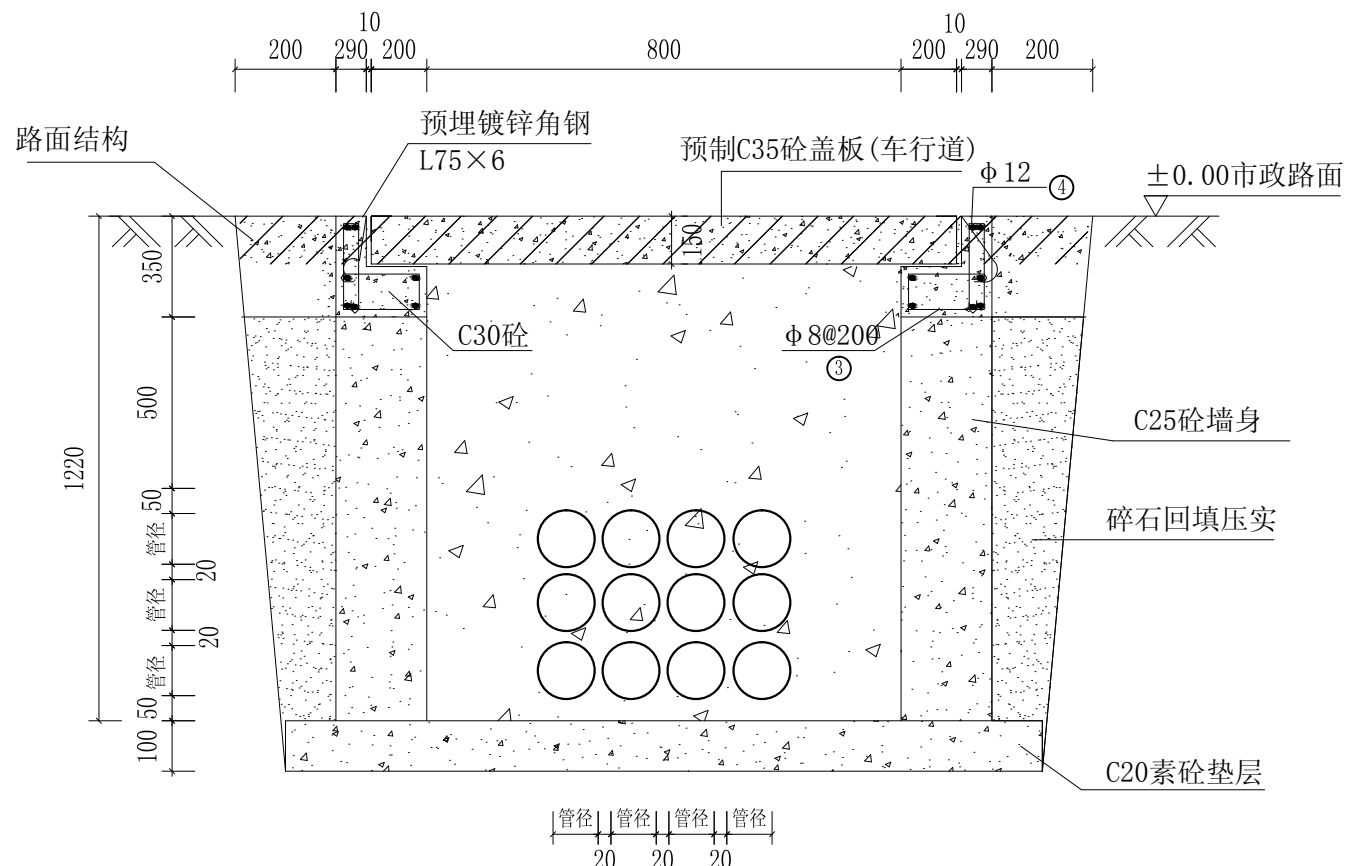 10
10
200
290
200
800
200
290
200
路面结构
预埋镀锌角钢
L75×6
预制C35砼盖板(车行道)
φ12
④
±0.00市政路面
150
350
C30砼
φ8@200
③
500
1220
C25砼墙身
50
碎石回填压实
管径
20
管径
20
管径
50
100
C20素砼垫层
管径
管径
管径
管径
20
20
20